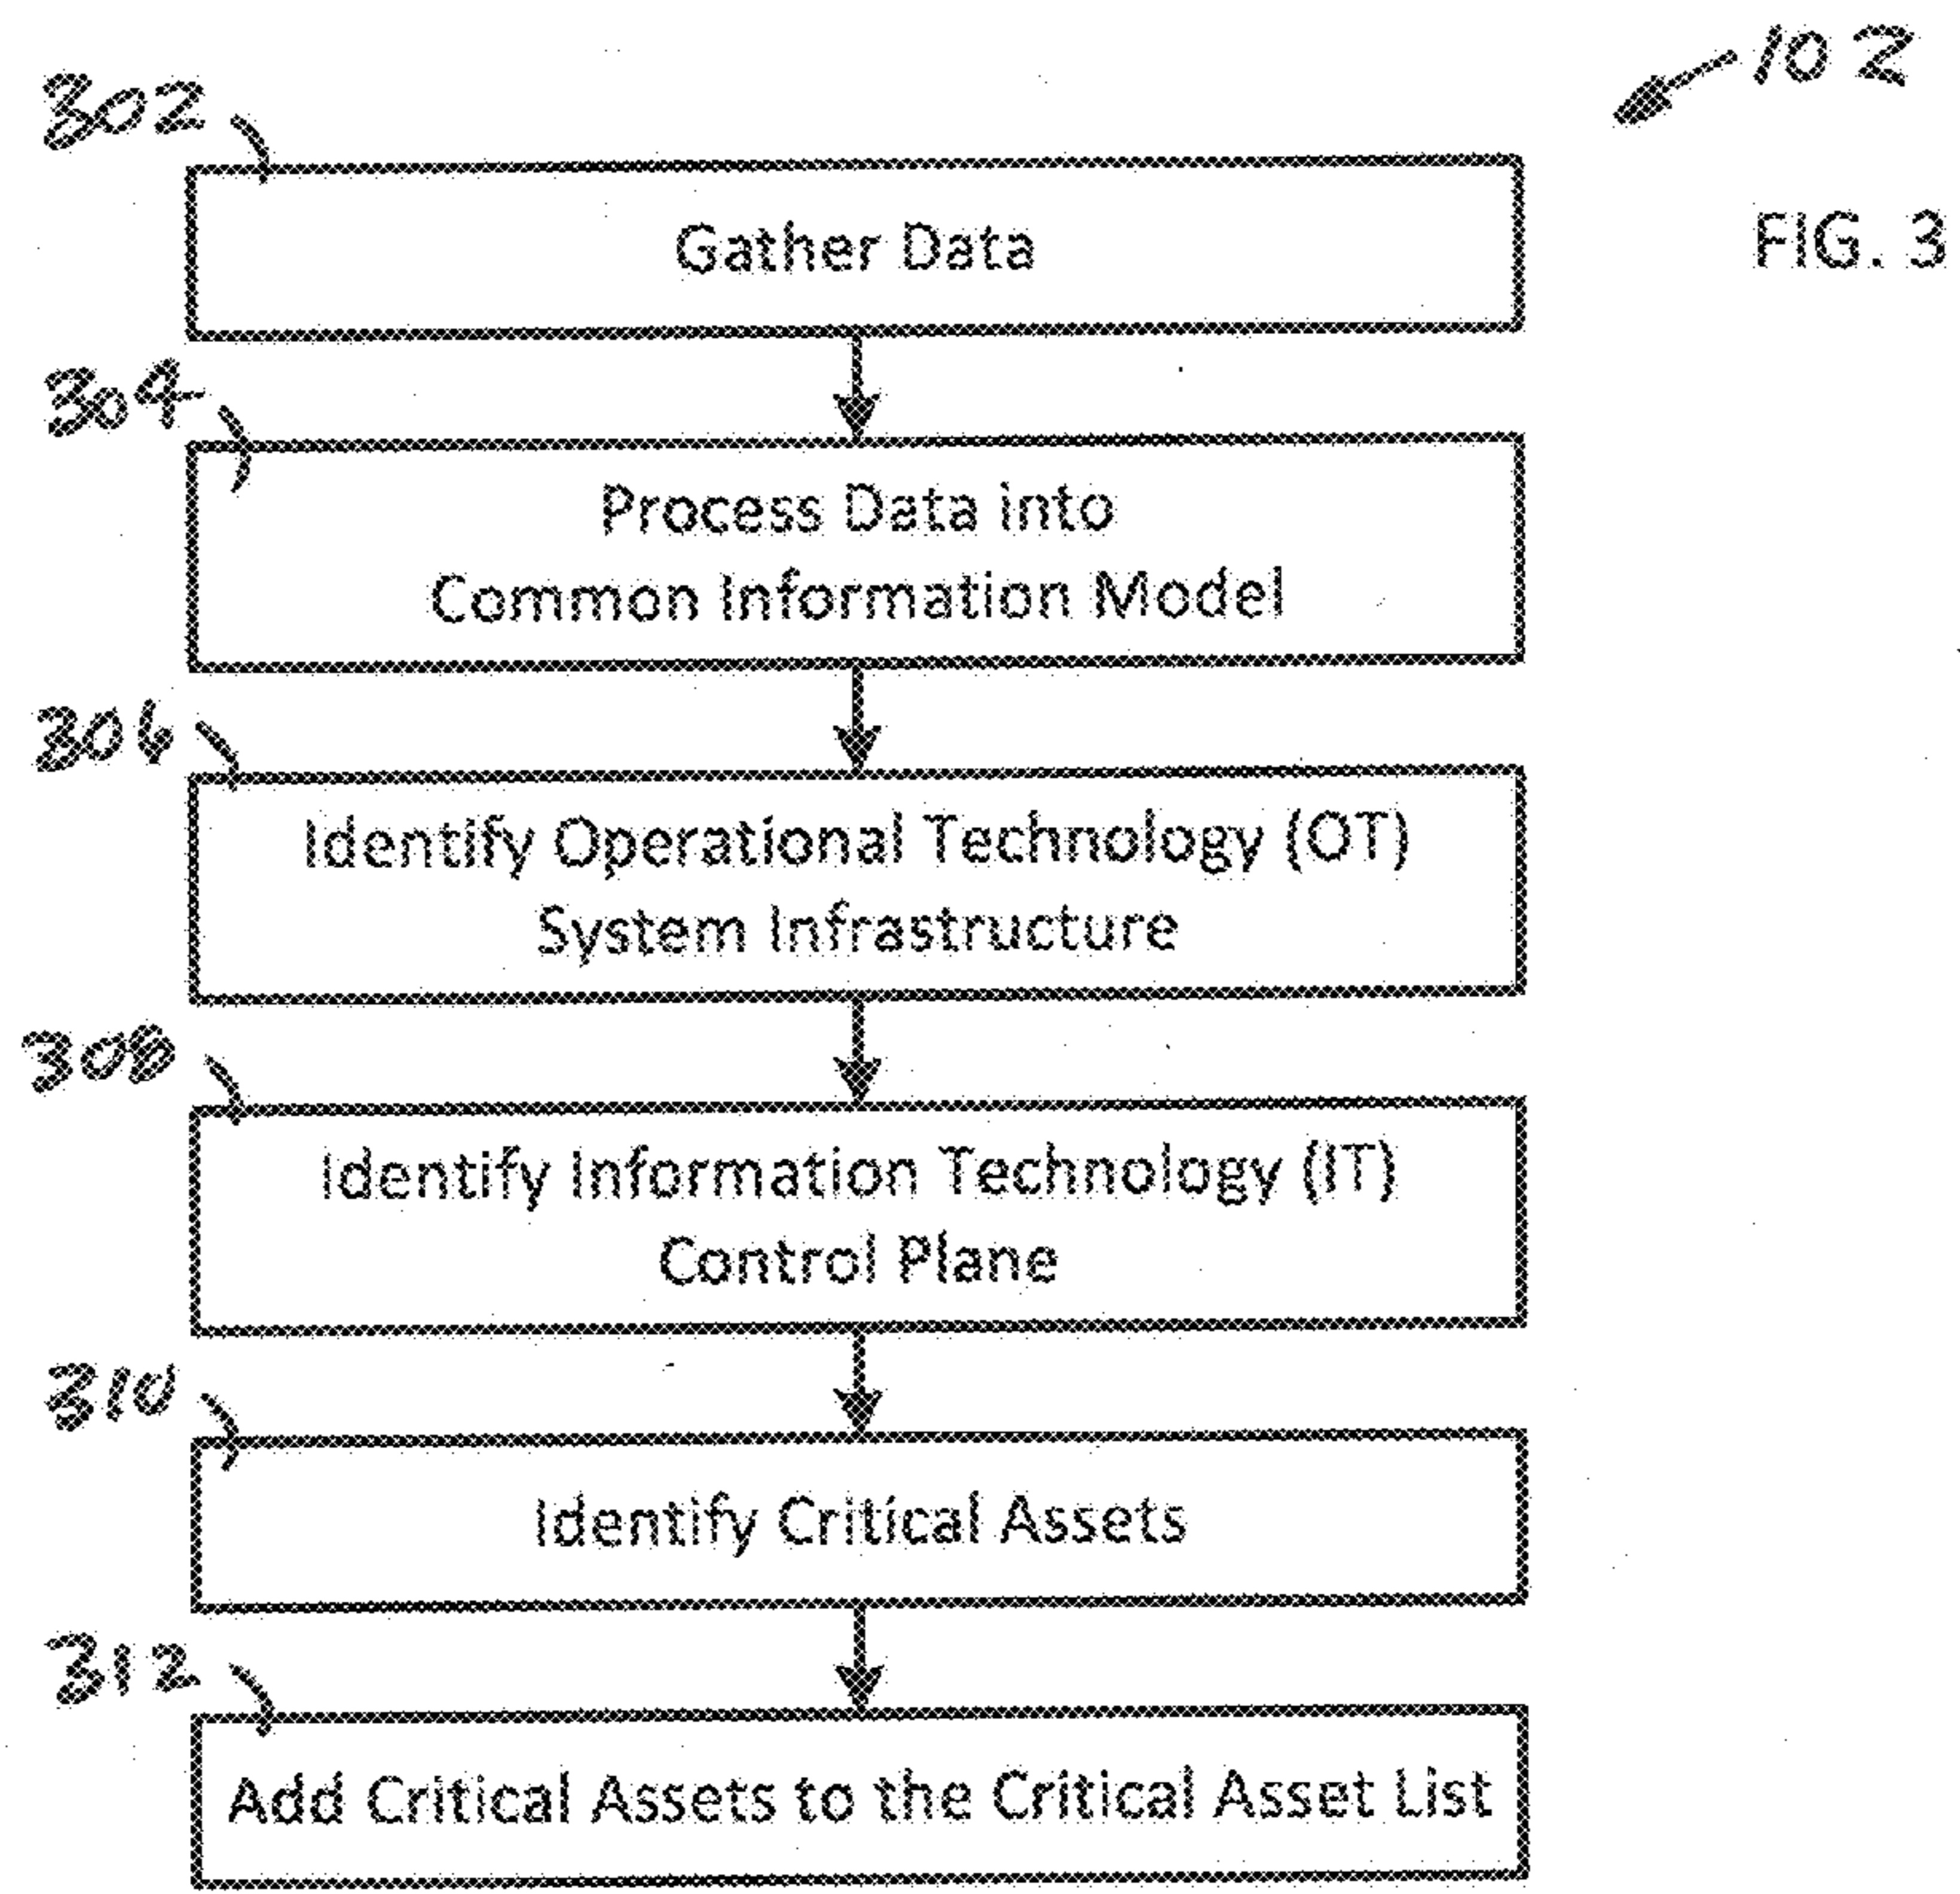 102
302
FIG. 3
Gather Data
304
Process Data into
Common Information Model
306
Identify Operational Technology (OT)
System Infrastructure
308
Identify Information Technology (IT)
Control Plane
310
Identify Critical Assets
312
Add Critical Assets to the Critical Asset List